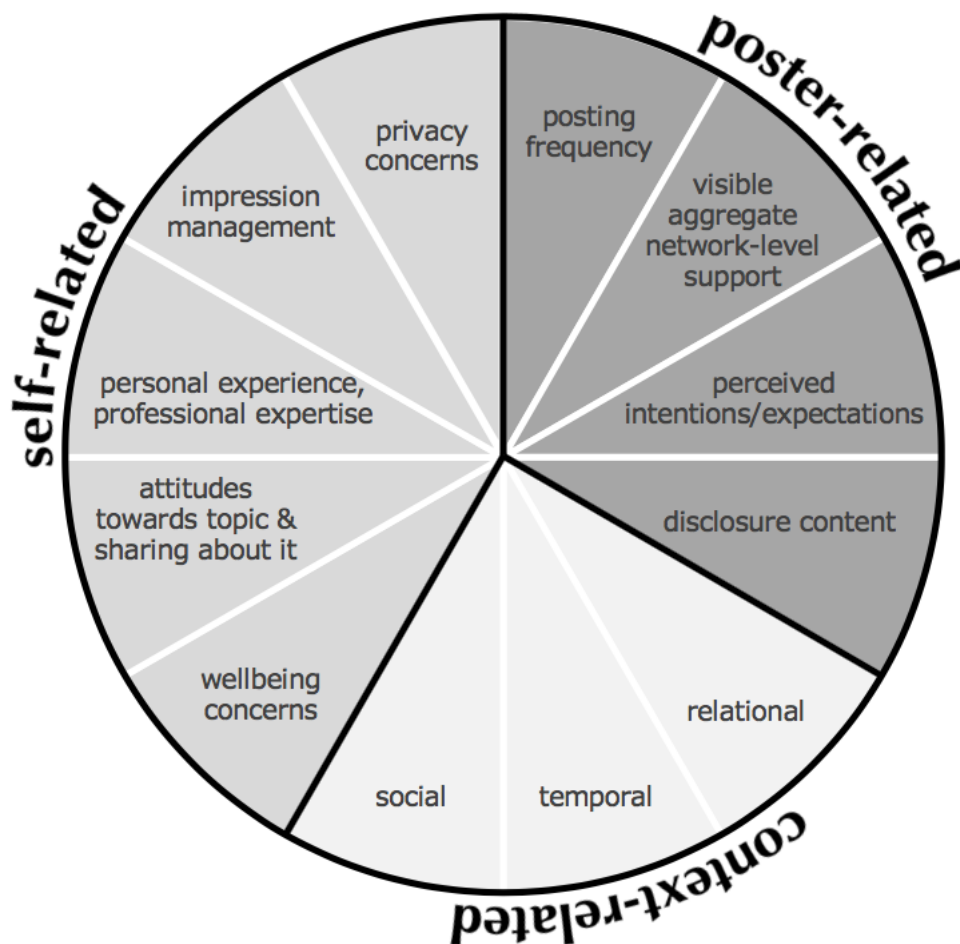 poster-related
posting
frequency
visible
aggregate
network-level
support
perceived
intentions/expectations
disclosure content
context-related
relational
temporal
social
self-related
wellbeing
concerns
attitudes
towards topic &
sharing about it
personal experience,
professional expertise
impression
management
privacy
concerns